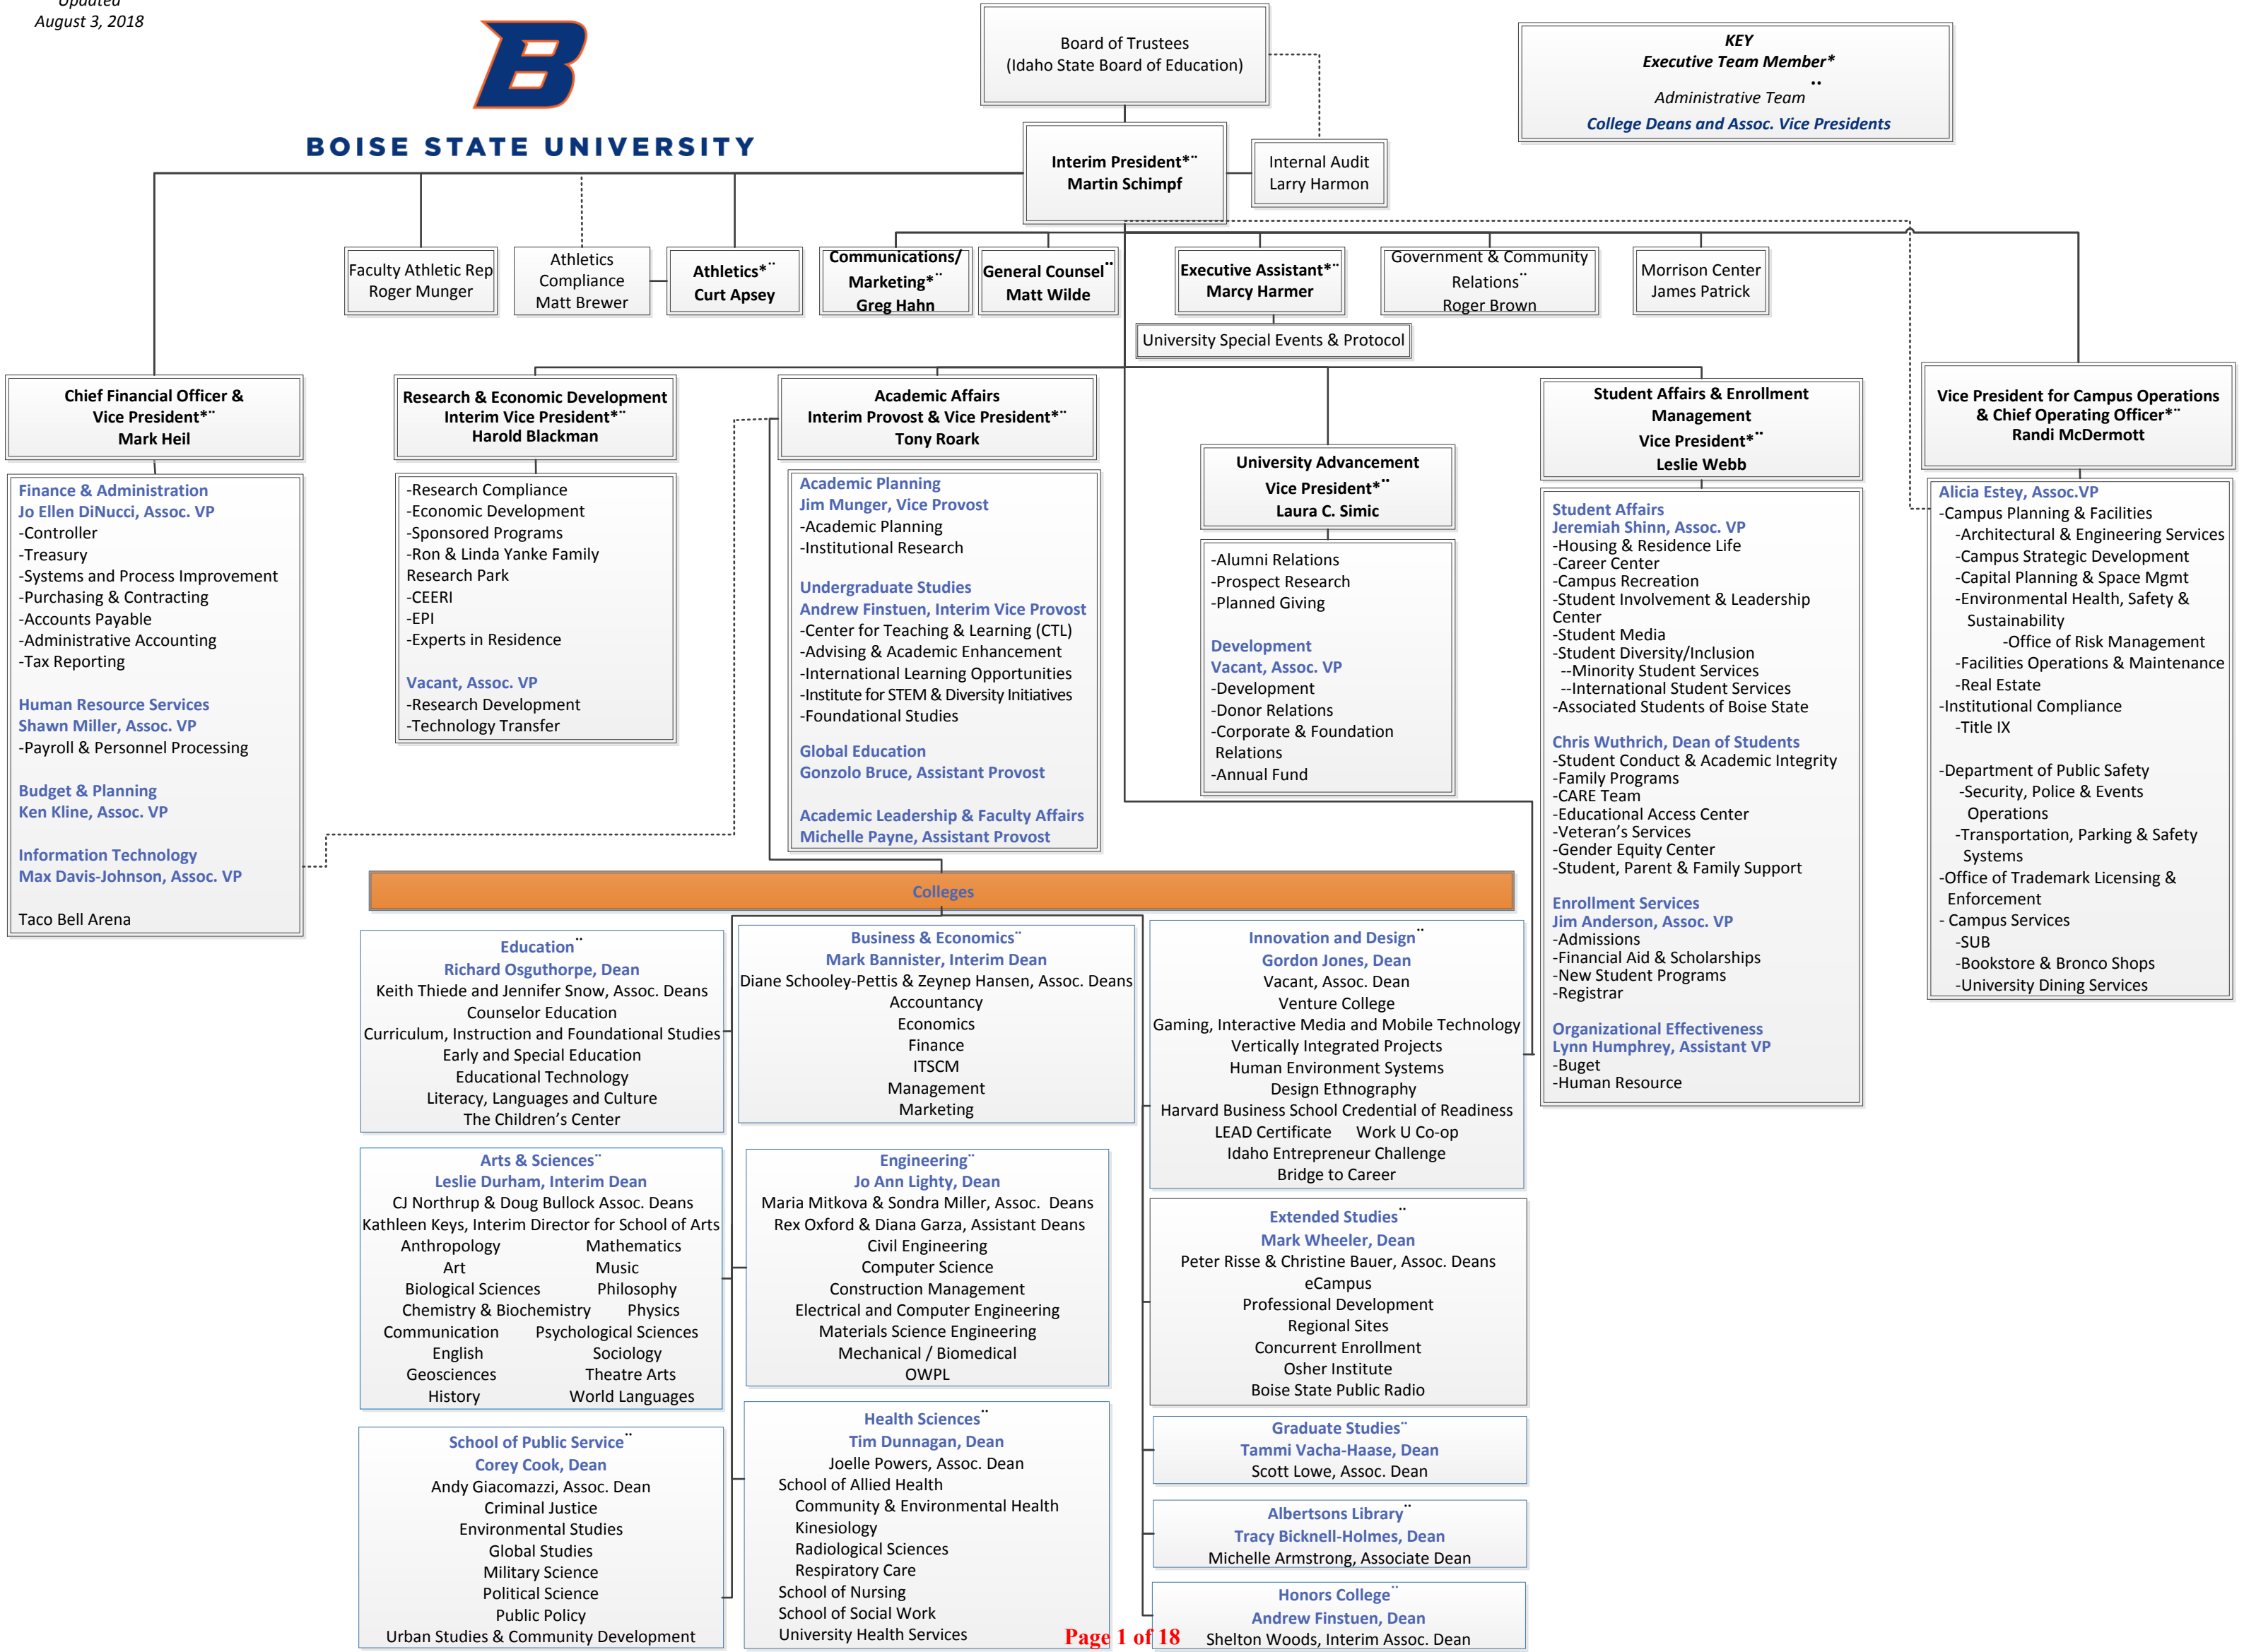 Updated
August 3, 2018
B
BOISE STATE UNIVERSITY
Board of Trustees
(Idaho State Board of Education)
KEY
Executive Team Member*
Administrative Team ¨
College Deans and Assoc. Vice Presidents
Interim President*¨
Martin Schimpf
Internal Audit
Larry Harmon
Faculty Athletic Rep
Roger Munger
Athletics
Compliance
Matt Brewer
Athletics*¨
Curt Apsey
Communications/
Marketing*¨
Greg Hahn
General Counsel¨
Matt Wilde
Executive Assistant*¨
Marcy Harmer
University Special Events & Protocol
Government & Community
Relations¨
Roger Brown
Morrison Center
James Patrick
Chief Financial Officer &
Vice President*¨
Mark Heil
Finance & Administration
Jo Ellen DiNucci, Assoc. VP
-Controller
-Treasury
-Systems and Process Improvement
-Purchasing & Contracting
-Accounts Payable
-Administrative Accounting
-Tax Reporting
Human Resource Services
Shawn Miller, Assoc. VP
-Payroll & Personnel Processing
Budget & Planning
Ken Kline, Assoc. VP
Information Technology
Max Davis-Johnson, Assoc. VP
Taco Bell Arena
Research & Economic Development
Interim Vice President*¨
Harold Blackman
-Research Compliance
-Economic Development
-Sponsored Programs
-Ron & Linda Yanke Family
Research Park
-CEERI
-EPI
-Experts in Residence
Vacant, Assoc. VP
-Research Development
-Technology Transfer
Academic Affairs
Interim Provost & Vice President*¨
Tony Roark
Academic Planning
Jim Munger, Vice Provost
-Academic Planning
-Institutional Research
Undergraduate Studies
Andrew Finstuen, Interim Vice Provost
-Center for Teaching & Learning (CTL)
-Advising & Academic Enhancement
-International Learning Opportunities
-Institute for STEM & Diversity Initiatives
-Foundational Studies
Global Education
Gonzolo Bruce, Assistant Provost
Academic Leadership & Faculty Affairs
Michelle Payne, Assistant Provost
University Advancement
Vice President*¨
Laura C. Simic
-Alumni Relations
-Prospect Research
-Planned Giving
Development
Vacant, Assoc. VP
-Development
-Donor Relations
-Corporate & Foundation
Relations
-Annual Fund
Student Affairs & Enrollment
Management
Vice President*¨
Leslie Webb
Student Affairs
Jeremiah Shinn, Assoc. VP
-Housing & Residence Life
-Career Center
-Campus Recreation
-Student Involvement & Leadership
Center
-Student Media
-Student Diversity/Inclusion
--Minority Student Services
--International Student Services
-Associated Students of Boise State
Chris Wuthrich, Dean of Students
-Student Conduct & Academic Integrity
-Family Programs
-CARE Team
-Educational Access Center
-Veteran’s Services
-Gender Equity Center
-Student, Parent & Family Support
Enrollment Services
Jim Anderson, Assoc. VP
-Admissions
-Financial Aid & Scholarships
-New Student Programs
-Registrar
Organizational Effectiveness
Lynn Humphrey, Assistant VP
-Buget
-Human Resource
Vice President for Campus Operations
& Chief Operating Officer*¨
Randi McDermott
Alicia Estey, Assoc.VP
-Campus Planning & Facilities
-Architectural & Engineering Services
-Campus Strategic Development
-Capital Planning & Space Mgmt
-Environmental Health, Safety &
Sustainability
-Office of Risk Management
-Facilities Operations & Maintenance
-Real Estate
-Institutional Compliance
-Title IX
-Department of Public Safety
-Security, Police & Events
Operations
-Transportation, Parking & Safety
Systems
-Office of Trademark Licensing &
Enforcement
- Campus Services
-SUB
-Bookstore & Bronco Shops
-University Dining Services
Colleges
Education¨
Richard Osguthorpe, Dean
Keith Thiede and Jennifer Snow, Assoc. Deans
Counselor Education
Curriculum, Instruction and Foundational Studies
Early and Special Education
Educational Technology
Literacy, Languages and Culture
The Children’s Center
Business & Economics¨
Mark Bannister, Interim Dean
Diane Schooley-Pettis & Zeynep Hansen, Assoc. Deans
Accountancy
Economics
Finance
ITSCM
Management
Marketing
Innovation and Design¨
Gordon Jones, Dean
Vacant, Assoc. Dean
Venture College
Gaming, Interactive Media and Mobile Technology
Vertically Integrated Projects
Human Environment Systems
Design Ethnography
Harvard Business School Credential of Readiness
LEAD Certificate Work U Co-op
Idaho Entrepreneur Challenge
Bridge to Career
Arts & Sciences¨
Leslie Durham, Interim Dean
CJ Northrup & Doug Bullock Assoc. Deans
Kathleen Keys, Interim Director for School of Arts
Anthropology Mathematics
Art Music
Biological Sciences Philosophy
Chemistry & Biochemistry Physics
Communication Psychological Sciences
English Sociology
Geosciences Theatre Arts
History World Languages
Engineering¨
Jo Ann Lighty, Dean
Maria Mitkova & Sondra Miller, Assoc. Deans
Rex Oxford & Diana Garza, Assistant Deans
Civil Engineering
Computer Science
Construction Management
Electrical and Computer Engineering
Materials Science Engineering
Mechanical / Biomedical
OWPL
Extended Studies¨
Mark Wheeler, Dean
Peter Risse & Christine Bauer, Assoc. Deans
eCampus
Professional Development
Regional Sites
Concurrent Enrollment
Osher Institute
Boise State Public Radio
School of Public Service¨
Corey Cook, Dean
Andy Giacomazzi, Assoc. Dean
Criminal Justice
Environmental Studies
Global Studies
Military Science
Political Science
Public Policy
Urban Studies & Community Development
Health Sciences¨
Tim Dunnagan, Dean
Joelle Powers, Assoc. Dean
School of Allied Health
Community & Environmental Health
Kinesiology
Radiological Sciences
Respiratory Care
School of Nursing
School of Social Work
University Health Services
Graduate Studies¨
Tammi Vacha-Haase, Dean
Scott Lowe, Assoc. Dean
Albertsons Library¨
Tracy Bicknell-Holmes, Dean
Michelle Armstrong, Associate Dean
Honors College¨
Andrew Finstuen, Dean
Shelton Woods, Interim Assoc. Dean
Page 1 of 18